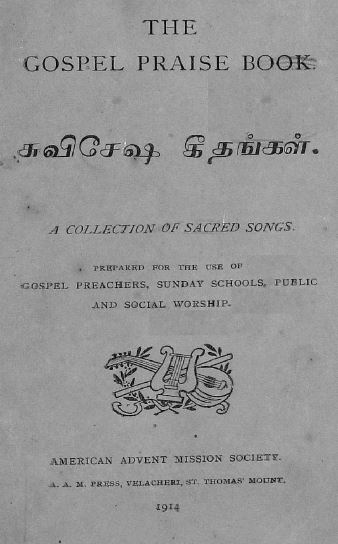 THE
GOSPEL PRAISE BOOK.
சுவிசேஷ கீதங்கள்.
A COLLECTION OF SACRED SONGS.
PREPARED FOR THE USE OF
GOSPEL PREACHERS, SUNDAY SCHOOLS, PUBLIC
AND SOCIAL WORSHIP.
AMERICAN ADVENT MISSION SOCIETY.
A. A. M. PRESS, VELACHERI, ST. THOMAS' MOUNT.
1914